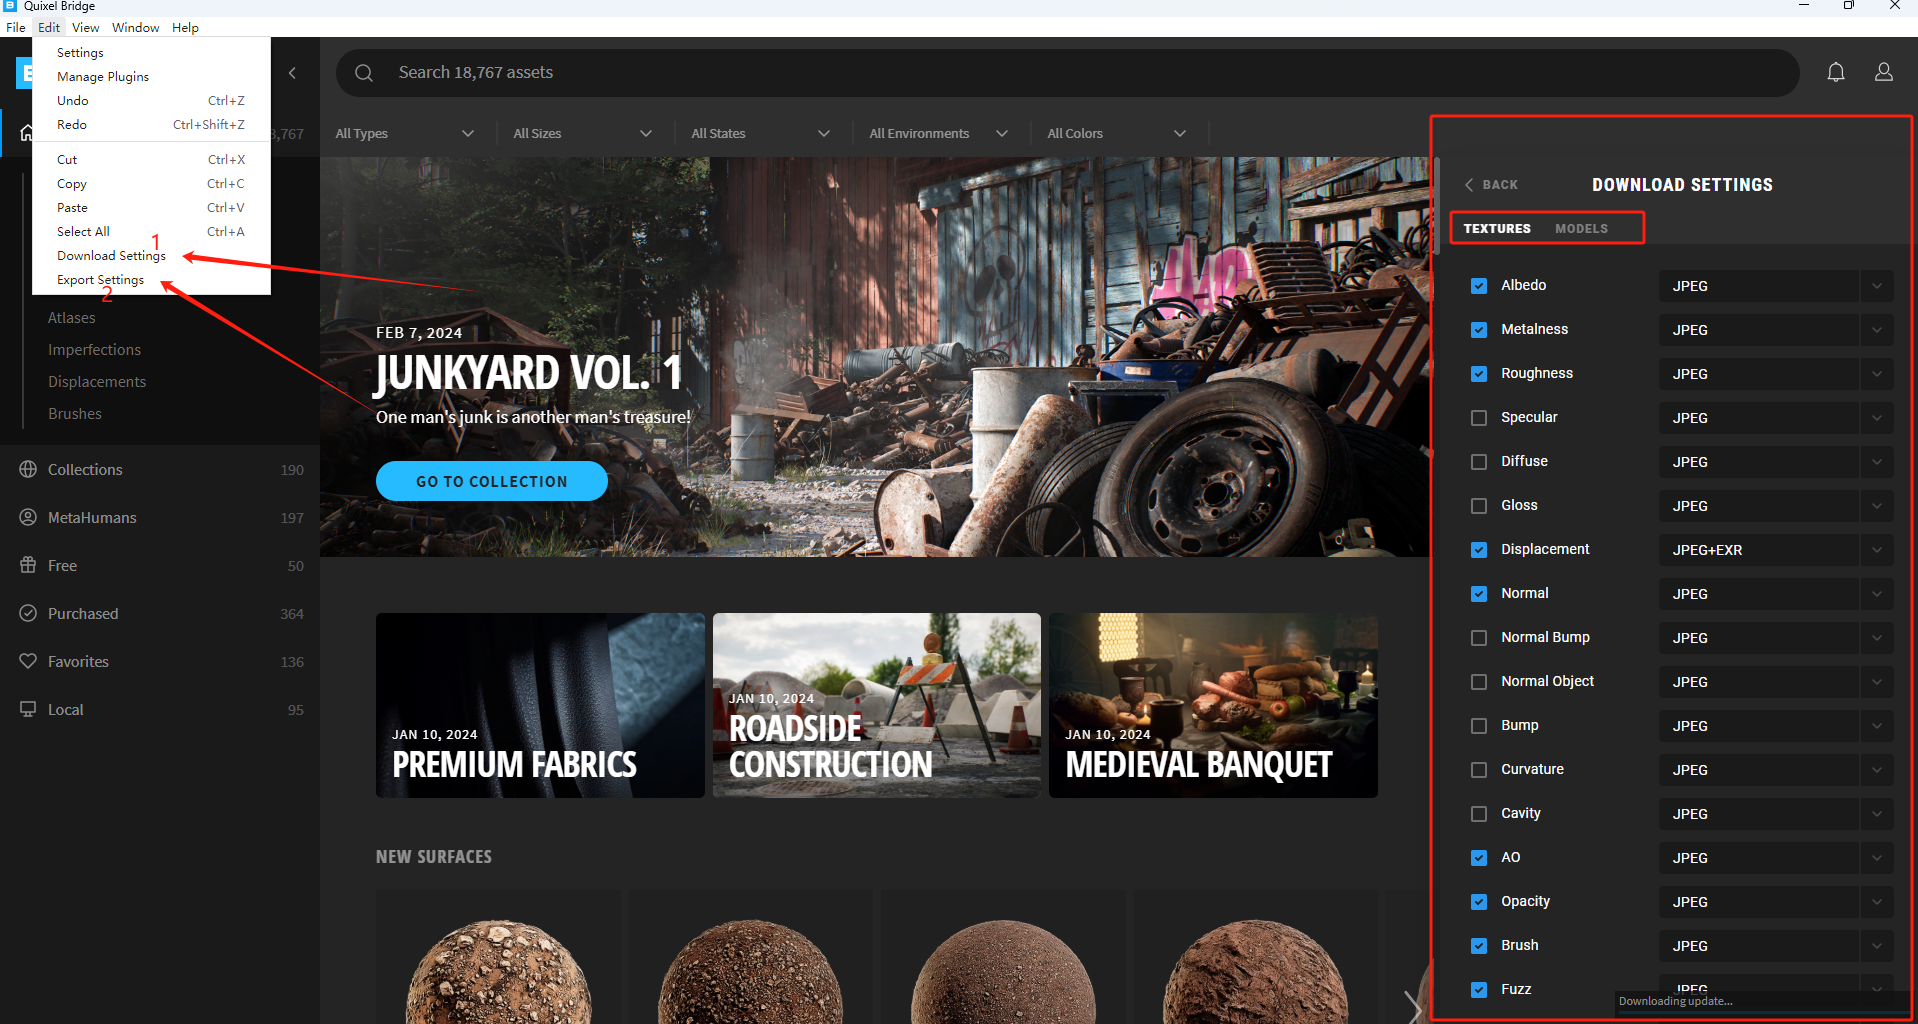 Quixel Bridge
File Edit View Window Help
Settings
Manage Plugins
Undo Ctrl+Z
Redo Ctrl+Shift+Z
Cut Ctrl+X
Copy Ctrl+C
Paste Ctrl+V
Select All Ctrl+A
1
Download Settings
Export Settings
2
,767
Atlases
Imperfections
Displacements
Brushes
Collections 190
MetaHumans 197
Free 50
Purchased 364
Favorites 136
Local 95
Search 18,767 assets
All Types All Sizes All States All Environments All Colors
FEB 7, 2024
JUNKYARD VOL. 1
One man's junk is another man's treasure!
GO TO COLLECTION
JAN 10, 2024
PREMIUM FABRICS
JAN 10, 2024
ROADSIDE
CONSTRUCTION
JAN 10, 2024
MEDIEVAL BANQUET
NEW SURFACES
BACK DOWNLOAD SETTINGS
TEXTURES MODELS
Albedo JPEG
Metalness JPEG
Roughness JPEG
Specular JPEG
Diffuse JPEG
Gloss JPEG
Displacement JPEG+EXR
Normal JPEG
Normal Bump JPEG
Normal Object JPEG
Bump JPEG
Curvature JPEG
Cavity JPEG
AO JPEG
Opacity JPEG
Brush JPEG
Fuzz JPEG
Downloading update...